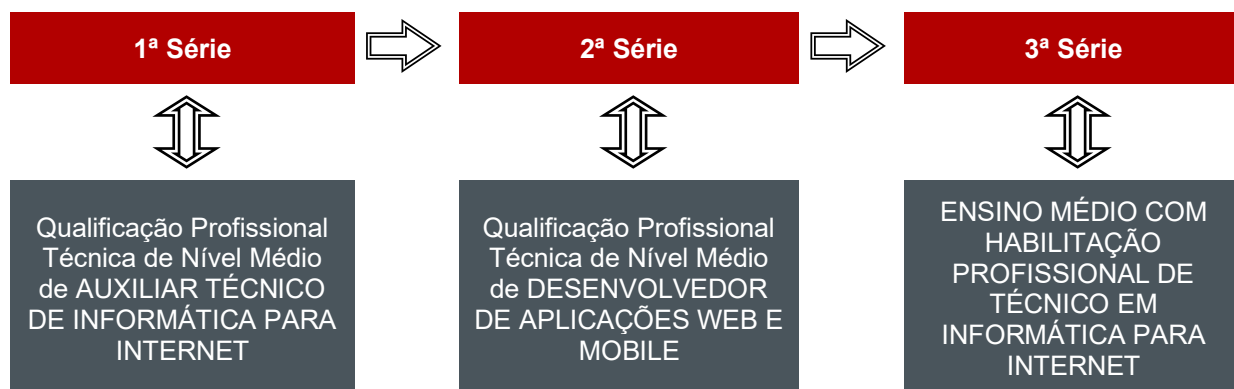 1ª Série
2ª Série
3ª Série
Qualificação Profissional
Técnica de Nível Médio
de AUXILIAR TÉCNICO
DE INFORMÁTICA PARA
INTERNET
Qualificação Profissional
Técnica de Nível Médio
de DESENVOLVEDOR
DE APLICAÇÕES WEB E
MOBILE
ENSINO MÉDIO COM
HABILITAÇÃO
PROFISSIONAL DE
TÉCNICO EM
INFORMÁTICA PARA
INTERNET